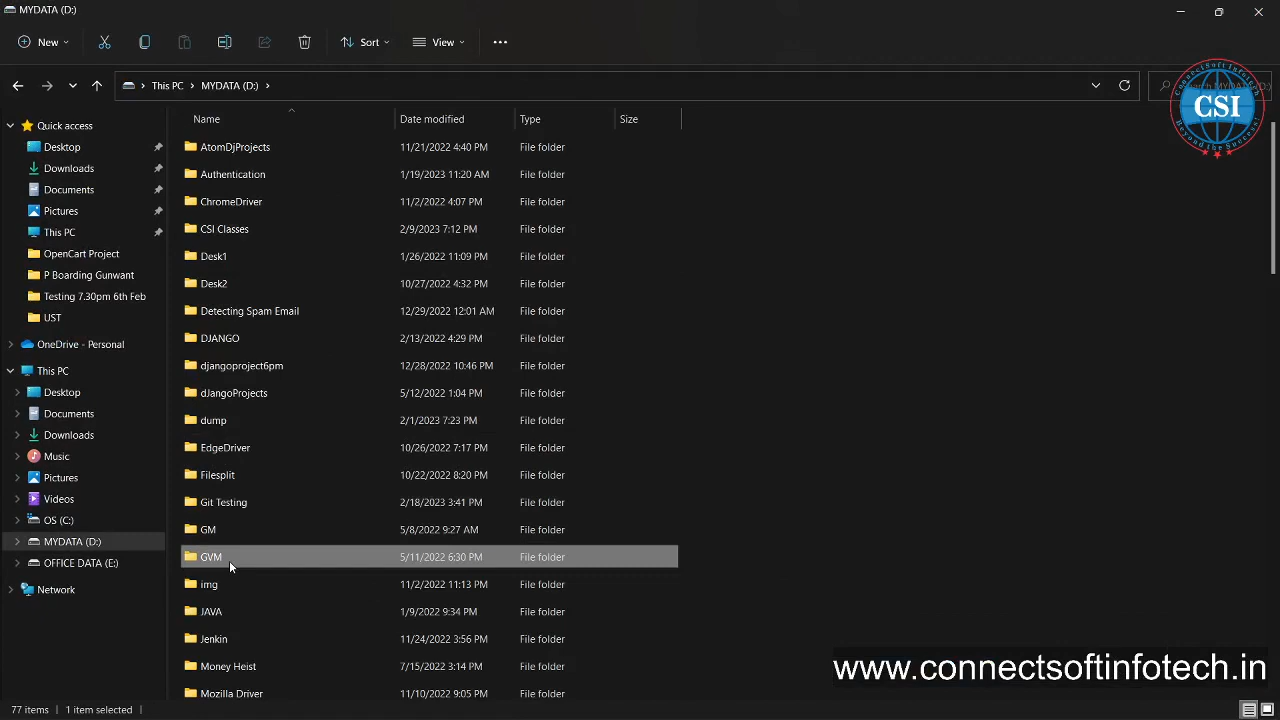 MYDATA (D:)
New Sort View
This PC MYDATA (D:)
CSI
ConnectSoft Infotech
Beyond the Success!
Name Date modified Type Size
Quick access
Desktop
Downloads
Documents
Pictures
This PC
OpenCart Project
P Boarding Gunwant
Testing 7.30pm 6th Feb
UST
OneDrive - Personal
This PC
Desktop
Documents
Downloads
Music
Pictures
Videos
OS (C:)
MYDATA (D:)
OFFICE DATA (E:)
Network
AtomDjProjects 11/21/2022 4:40 PM File folder
Authentication 1/19/2023 11:20 AM File folder
ChromeDriver 11/2/2022 4:07 PM File folder
CSI Classes 2/9/2023 7:12 PM File folder
Desk1 1/26/2022 11:09 PM File folder
Desk2 10/27/2022 4:32 PM File folder
Detecting Spam Email 12/29/2022 12:01 AM File folder
DJANGO 2/13/2022 4:29 PM File folder
djangoproject6pm 12/28/2022 10:46 PM File folder
dJangoProjects 5/12/2022 1:04 PM File folder
dump 2/1/2023 7:23 PM File folder
EdgeDriver 10/26/2022 7:17 PM File folder
Filesplit 10/22/2022 8:20 PM File folder
Git Testing 2/18/2023 3:41 PM File folder
GM 5/8/2022 9:27 AM File folder
GVM 5/11/2022 6:30 PM File folder
img 11/2/2022 11:13 PM File folder
JAVA 1/9/2022 9:34 PM File folder
Jenkin 11/24/2022 3:56 PM File folder
Money Heist 7/15/2022 3:14 PM File folder
Mozilla Driver 11/10/2022 9:05 PM File folder
www.connectsoftinfotech.in
77 items 1 item selected